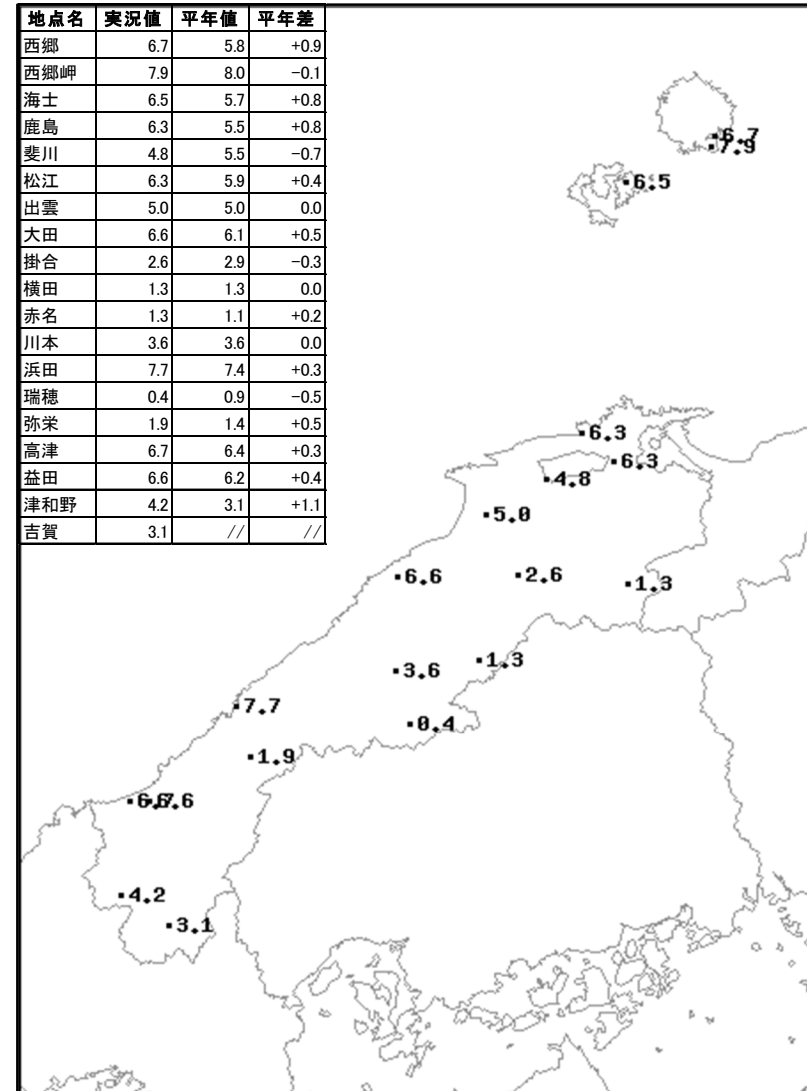 地点名 実況値 平年値 平年差
西郷 6.7 5.8 +0.9
西郷岬 7.9 8.0 −0.1
海士 6.5 5.7 +0.8
鹿島 6.3 5.5 +0.8
斐川 4.8 5.5 −0.7
松江 6.3 5.9 +0.4
出雲 5.0 5.0 0.0
大田 6.6 6.1 +0.5
掛合 2.6 2.9 −0.3
横田 1.3 1.3 0.0
赤名 1.3 1.1 +0.2
川本 3.6 3.6 0.0
浜田 7.7 7.4 +0.3
瑞穂 0.4 0.9 −0.5
弥栄 1.9 1.4 +0.5
高津 6.7 6.4 +0.3
益田 6.6 6.2 +0.4
津和野 4.2 3.1 +1.1
吉賀 3.1 // //
6.7
7.9
6.5
6.3
6.3
4.8
5.0
6.6
2.6
1.3
1.3
3.6
0.4
7.7
1.9
4.2
3.1